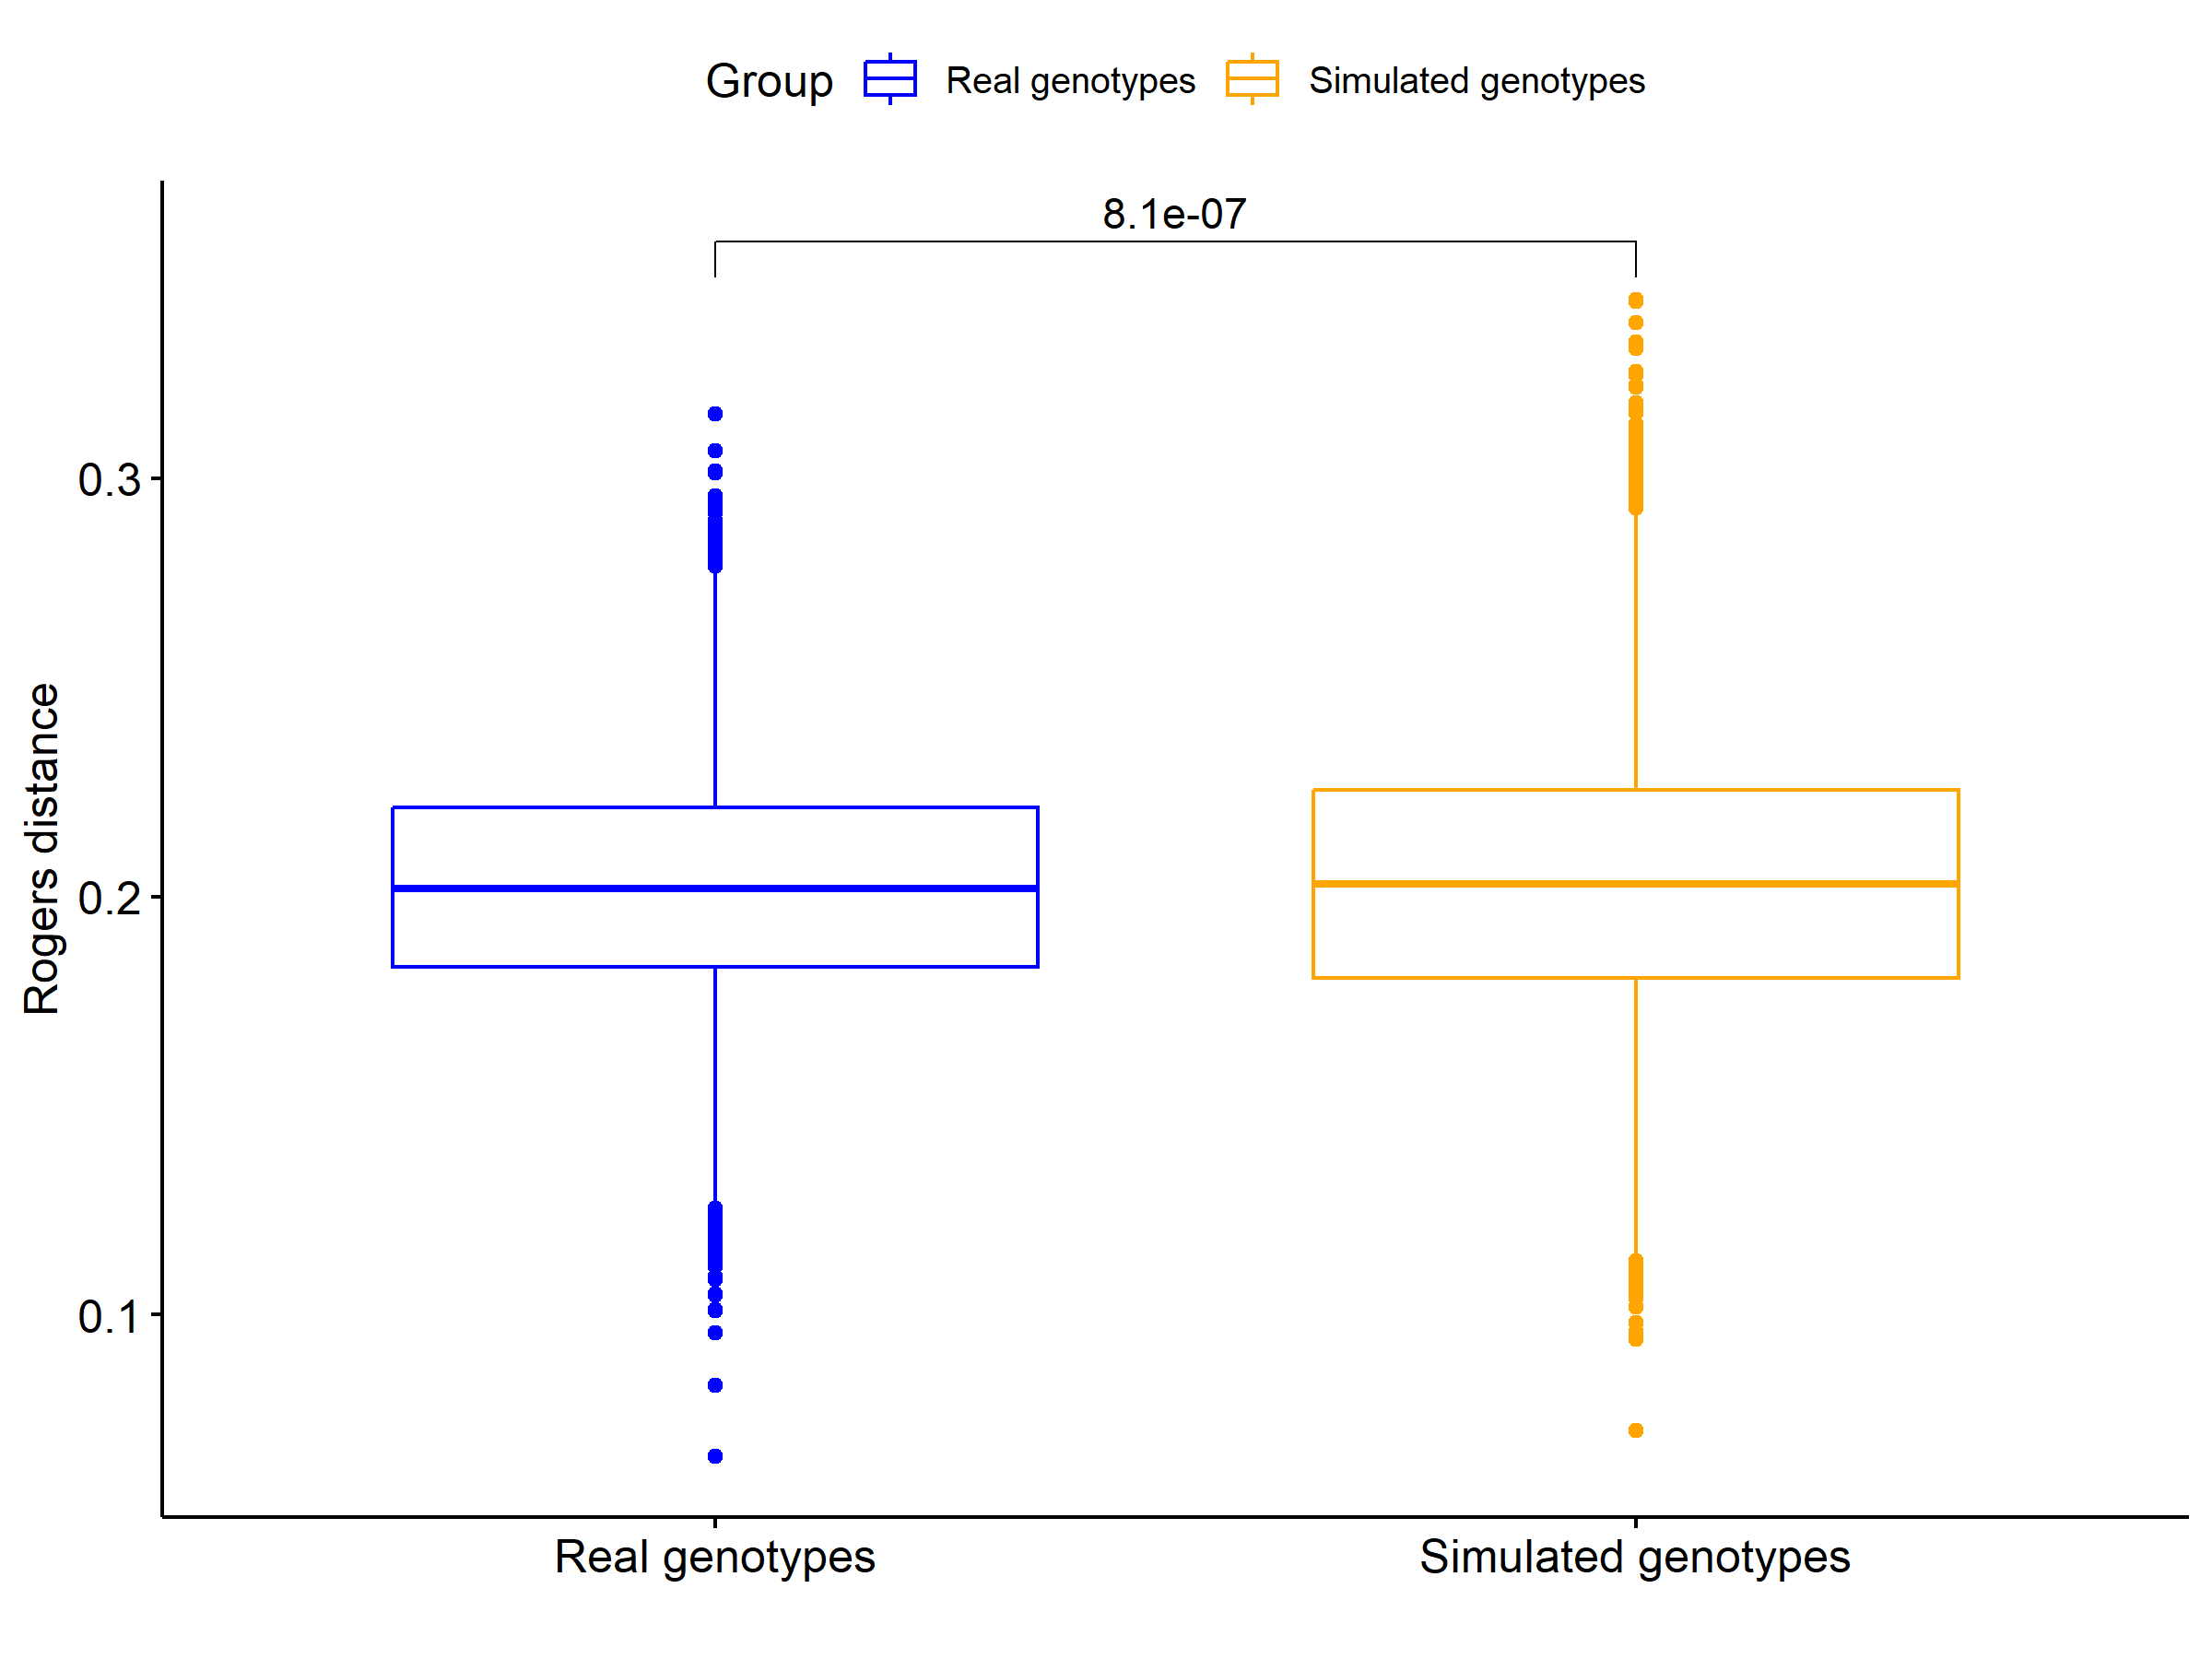 Group Real genotypes Simulated genotypes
8.1e-07
Rogers distance
0.3
0.2
0.1
Real genotypes Simulated genotypes